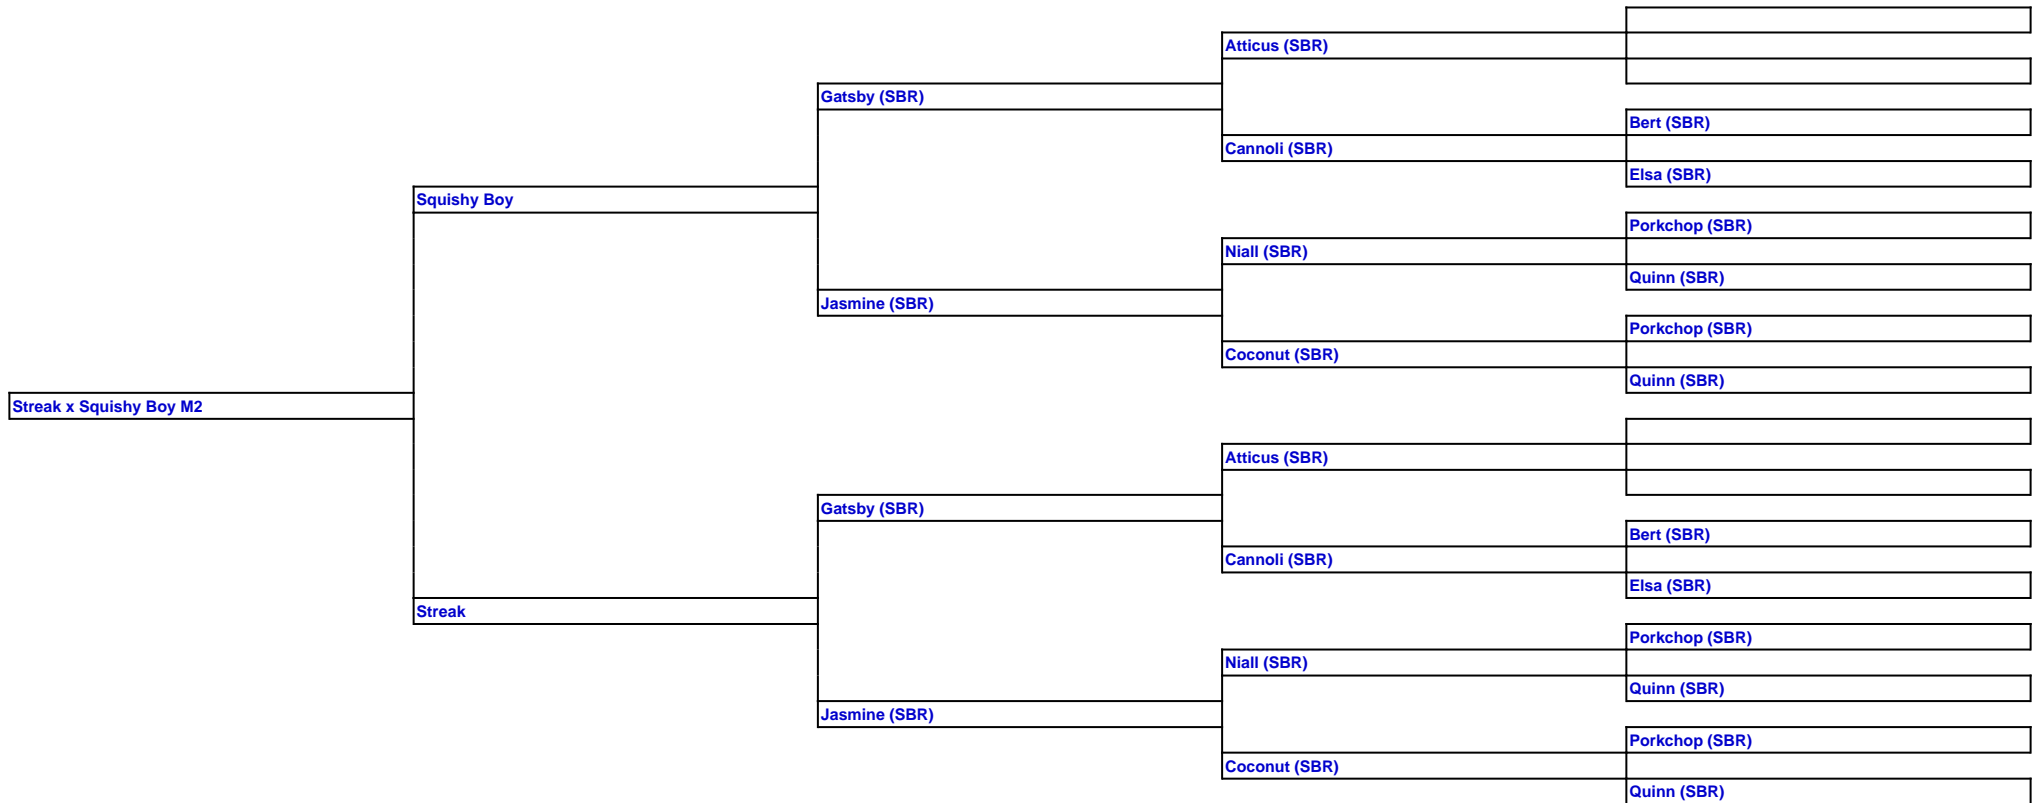 Atticus (SBR)
Gatsby (SBR)
Bert (SBR)
Cannoli (SBR)
Elsa (SBR)
Squishy Boy
Porkchop (SBR)
Niall (SBR)
Quinn (SBR)
Jasmine (SBR)
Porkchop (SBR)
Coconut (SBR)
Quinn (SBR)
Streak x Squishy Boy M2
Atticus (SBR)
Gatsby (SBR)
Bert (SBR)
Cannoli (SBR)
Elsa (SBR)
Streak
Porkchop (SBR)
Niall (SBR)
Quinn (SBR)
Jasmine (SBR)
Porkchop (SBR)
Coconut (SBR)
Quinn (SBR)